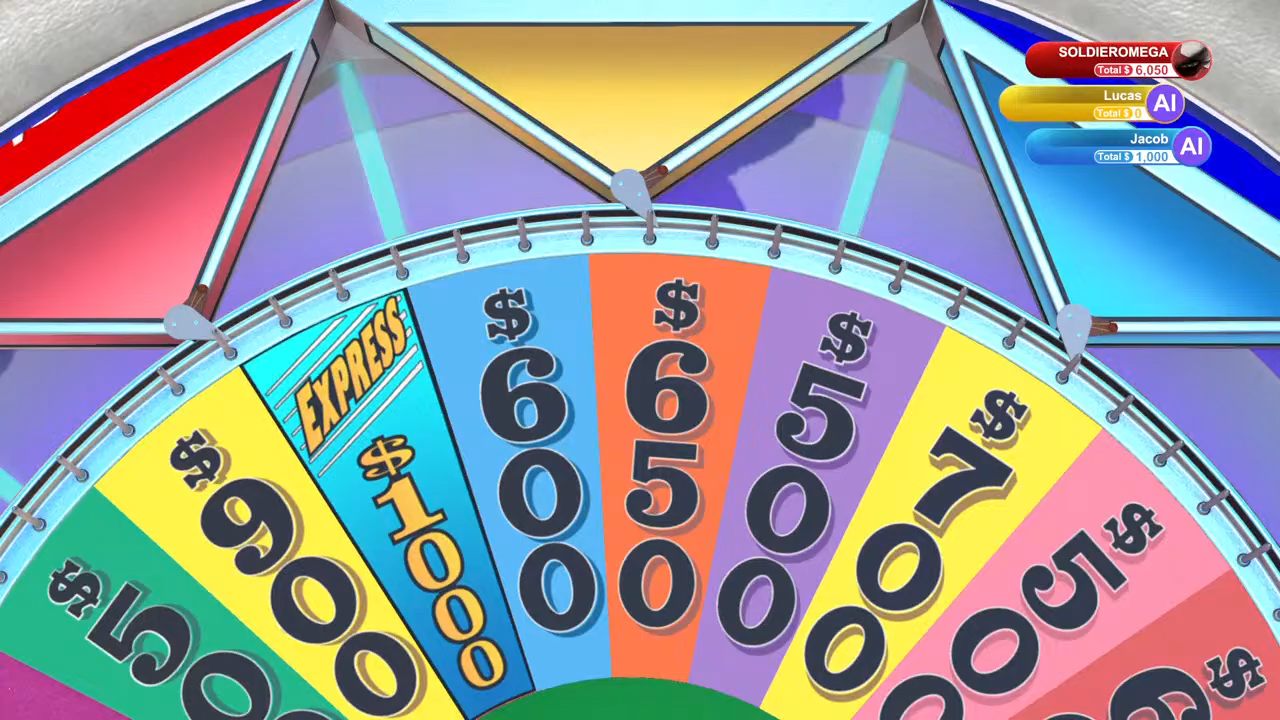 SOLDIEROMEGA
Total $ 6,050
Lucas
AI
Total $ 0
Jacob
AI
Total $ 1,000
$500
$900
EXPRESS
$1000
$600
$650
$500
$700
$500
$